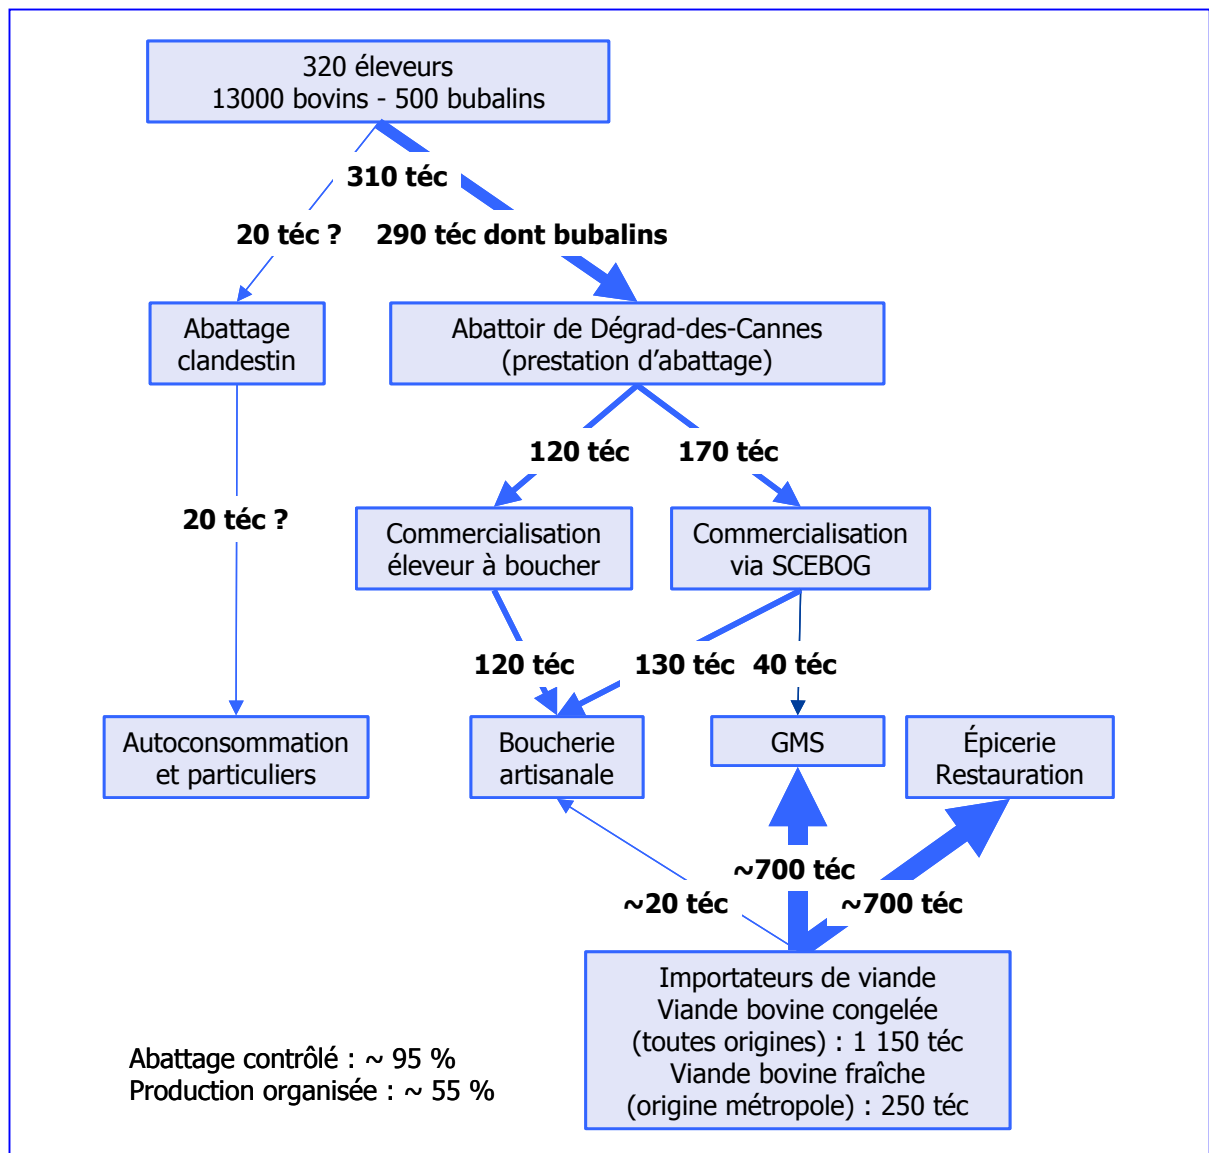 320 éleveurs
13000 bovins - 500 bubalins
310 téc
20 téc ?
290 téc dont bubalins
Abattage
clandestin
Abattoir de Dégrad-des-Cannes
(prestation d’abattage)
120 téc
170 téc
20 téc ?
Commercialisation
éleveur à boucher
Commercialisation
via SCEBOG
120 téc
130 téc
40 téc
Autoconsommation
et particuliers
Boucherie
artisanale
GMS
Épicerie
Restauration
~700 téc
~20 téc
~700 téc
Importateurs de viande
Viande bovine congelée
(toutes origines) : 1 150 téc
Viande bovine fraîche
(origine métropole) : 250 téc
Abattage contrôlé : ~ 95 %
Production organisée : ~ 55 %